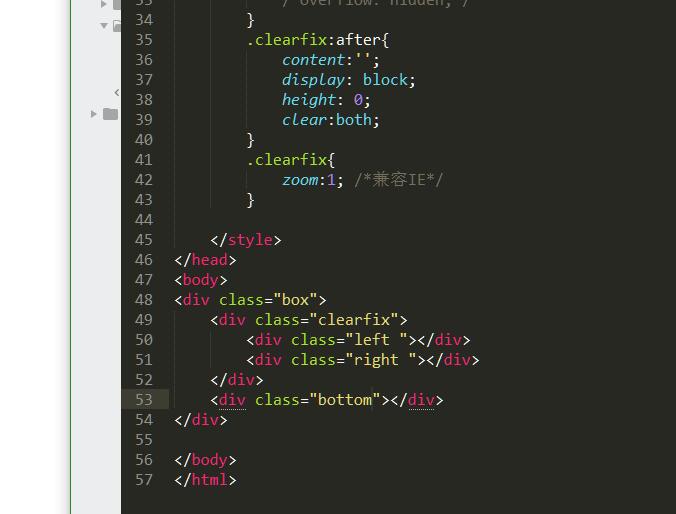 33 / overflow: hidden; /
34 }
35 .clearfix:after{
36 content:'';
37 display: block;
38 height: 0;
39 clear:both;
40 }
41 .clearfix{
42 zoom:1; /*兼容IE*/
43 }
44
45 </style>
46 </head>
47 <body>
48 <div class="box">
49 <div class="clearfix">
50 <div class="left "></div>
51 <div class="right "></div>
52 </div>
53 <div class="bottom"></div>
54 </div>
55
56 </body>
57 </html>